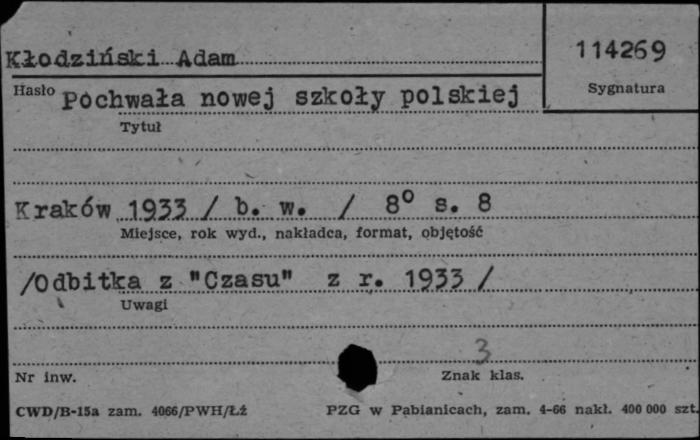 Kłodziński Adam
114269
Hasło
Sygnatura
Pochwała nowej szkoły polskiej
Tytuł
Kraków 1933 / b. w. / 8° s. 8
Miejsce, rok wyd., nakładca, format, objętość
/Odbitka z "Czasu" z r. 1933 /
Uwagi
3
Nr inw.
Znak klas.
CWD/B-15a zam. 4066/PWH/Łź
PZG w Pabianicach, zam. 4-66 nakł. 400 000 szt.